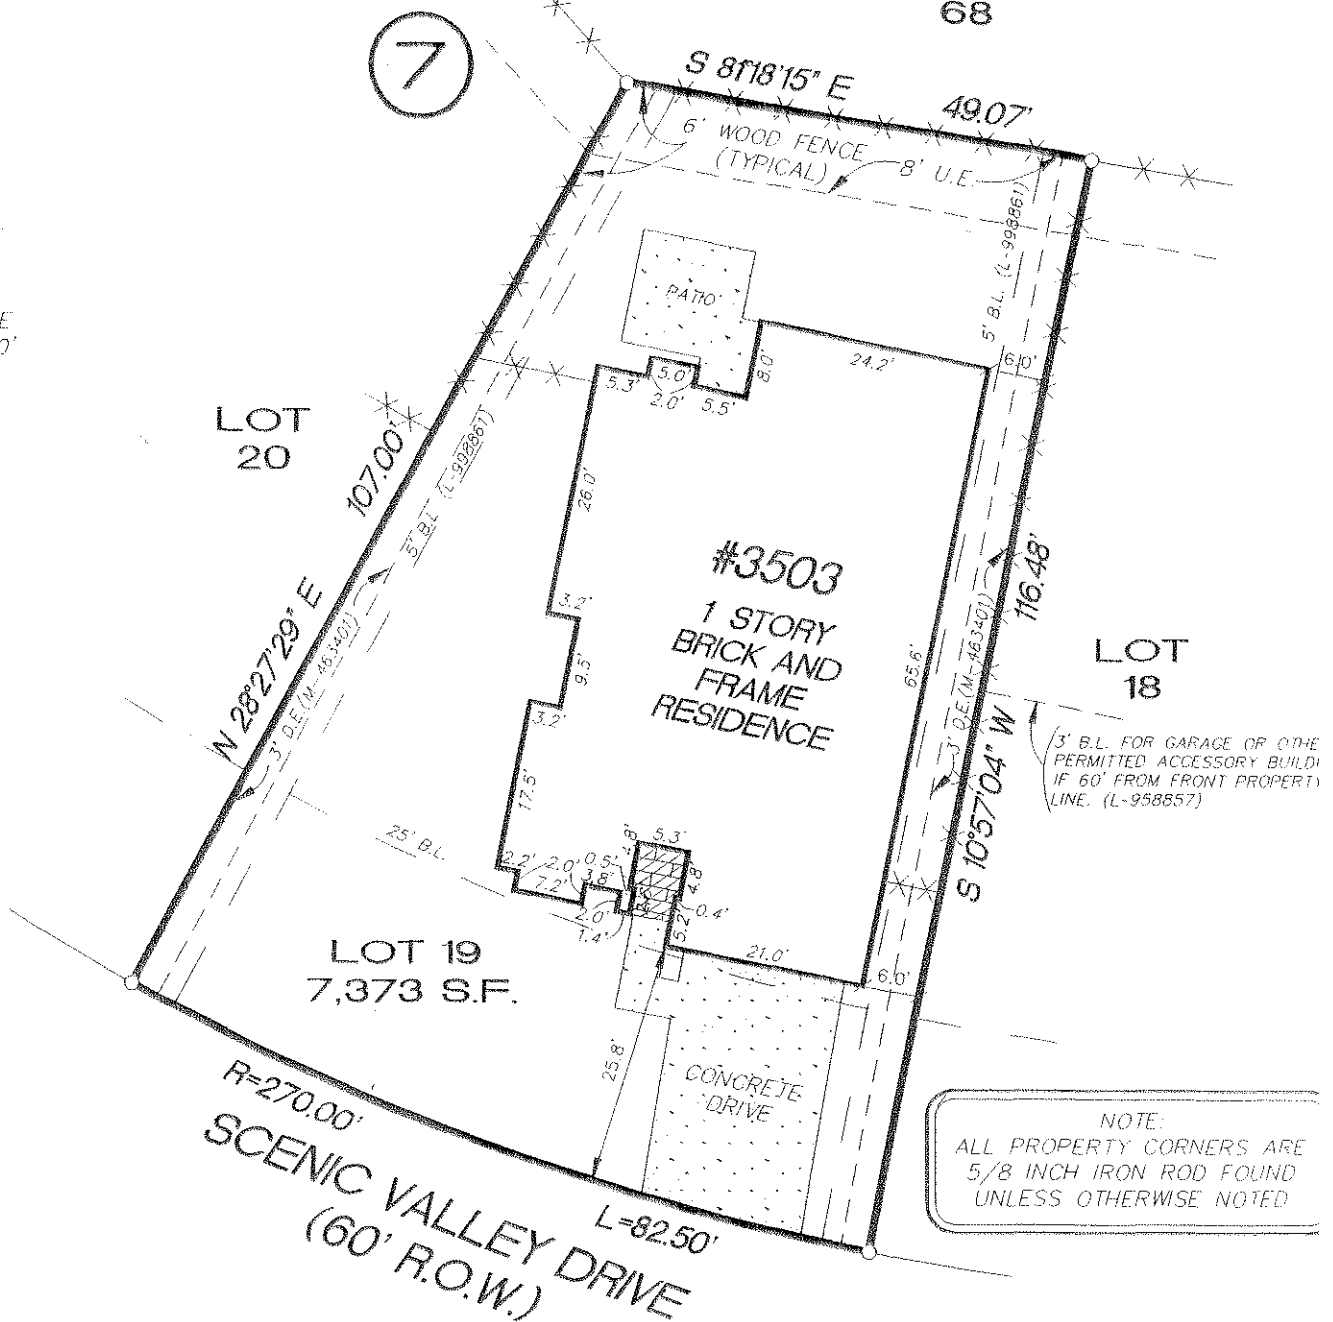 68
7
S 81°18'15" E
49.07'
6' WOOD FENCE
(TYPICAL)
8' U.E.
5' B.L. (L-998861)
PATIO
24.2'
6.0'
8.0'
5.3'
5.0'
2.0'
5.5'
E
0'
LOT
20
107.00'
5' B.L. (L-998861)
26.0'
#3503
1 STORY
BRICK AND
FRAME
RESIDENCE
65.6'
116.48'
3.2'
9.5'
3.2'
N 28°27'29" E
3' D.E.(M-463401)
3' D.E.(M-463401)
S 10°57'04" W
LOT
18
3' B.L. FOR GARAGE OR OTHE
PERMITTED ACCESSORY BUILD
IF 60' FROM FRONT PROPERTY
LINE. (L-958857)
17.5'
25' B.L.
4.8'
5.3'
2.2'
2.0'
0.5'
3.8'
7.2'
4.8'
0.4'
2.0'
1.4'
5.2'
21.0'
6.0'
LOT 19
7,373 S.F.
25.8'
CONCRETE
DRIVE
R=270.00'
L=82.50'
SCENIC VALLEY DRIVE
(60' R.O.W.)
NOTE:
ALL PROPERTY CORNERS ARE
5/8 INCH IRON ROD FOUND
UNLESS OTHERWISE NOTED